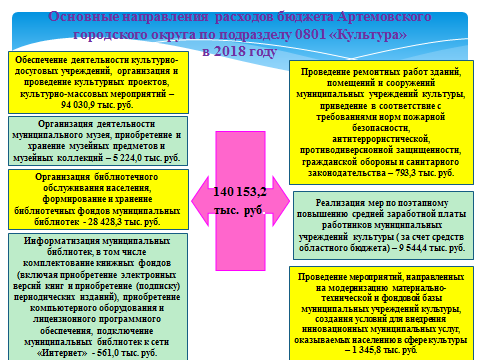 Основные направления расходов бюджета Артемовского
городского округа по подразделу 0801 «Культура»
в 2018 году
Обеспечение деятельности культурно-
досуговых учреждений, организация и
проведение культурных проектов,
культурно-массовых мероприятий –
94 030,9 тыс. руб.
Организация деятельности
муниципального музея, приобретение и
хранение музейных предметов и
музейных коллекций – 5 224,0 тыс. руб.
Организация библиотечного
обслуживания населения,
формирование и хранение
библиотечных фондов муниципальных
библиотек - 28 428,3 тыс. руб.
Информатизация муниципальных
библиотек, в том числе
комплектование книжных фондов
(включая приобретение электронных
версий книг и приобретение (подписку)
периодических изданий), приобретение
компьютерного оборудования и
лицензионного программного
обеспечения, подключение
муниципальных библиотек к сети
«Интернет» - 561,0 тыс. руб.
140 153,2
тыс. руб.
Проведение ремонтных работ зданий,
помещений и сооружений
муниципальных учреждений культуры,
приведение в соответствие с
требованиями норм пожарной
безопасности,
антитеррористической,
противодиверсионной защищенности,
гражданской обороны и санитарного
законодательства – 793,3 тыс. руб.
Реализация мер по поэтапному
повышению средней заработной платы
работников муниципальных
учреждений культуры ( за счет средств
областного бюджета) – 9 544,4 тыс. руб.
Проведение мероприятий, направленных
на модернизацию материально-
технической и фондовой базы
муниципальных учреждений культуры,
создания условий для внедрения
инновационных муниципальных услуг,
оказываемых населению в сфере культуры
– 1 345,8 тыс. руб.